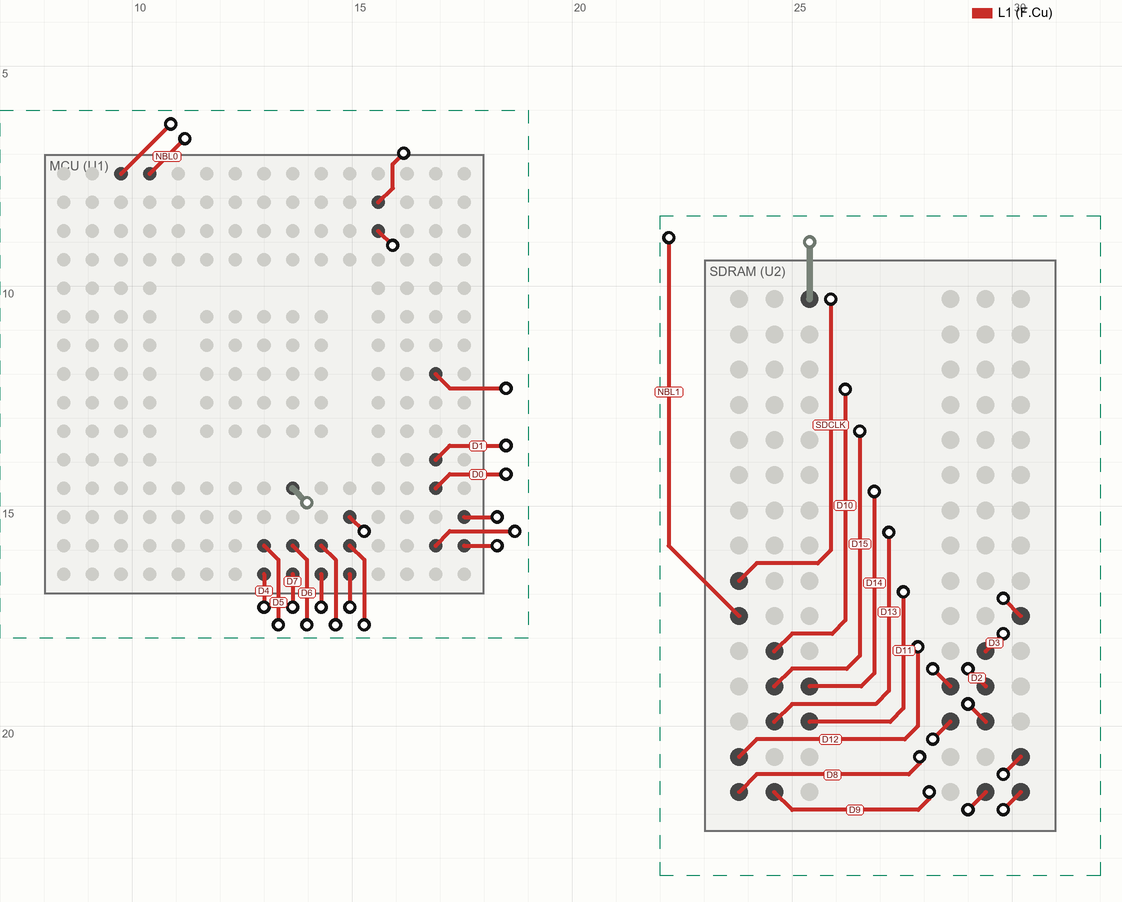 10 15 20 25 30
L1 (F.Cu)
5
MCU (U1)
NBL0
SDRAM (U2)
10
NBL1
SDCLK
D1
D0
15
D10
D15
D7
D14
D4
D6
D5
D13
D3
D11
D2
20
D12
D8
D9